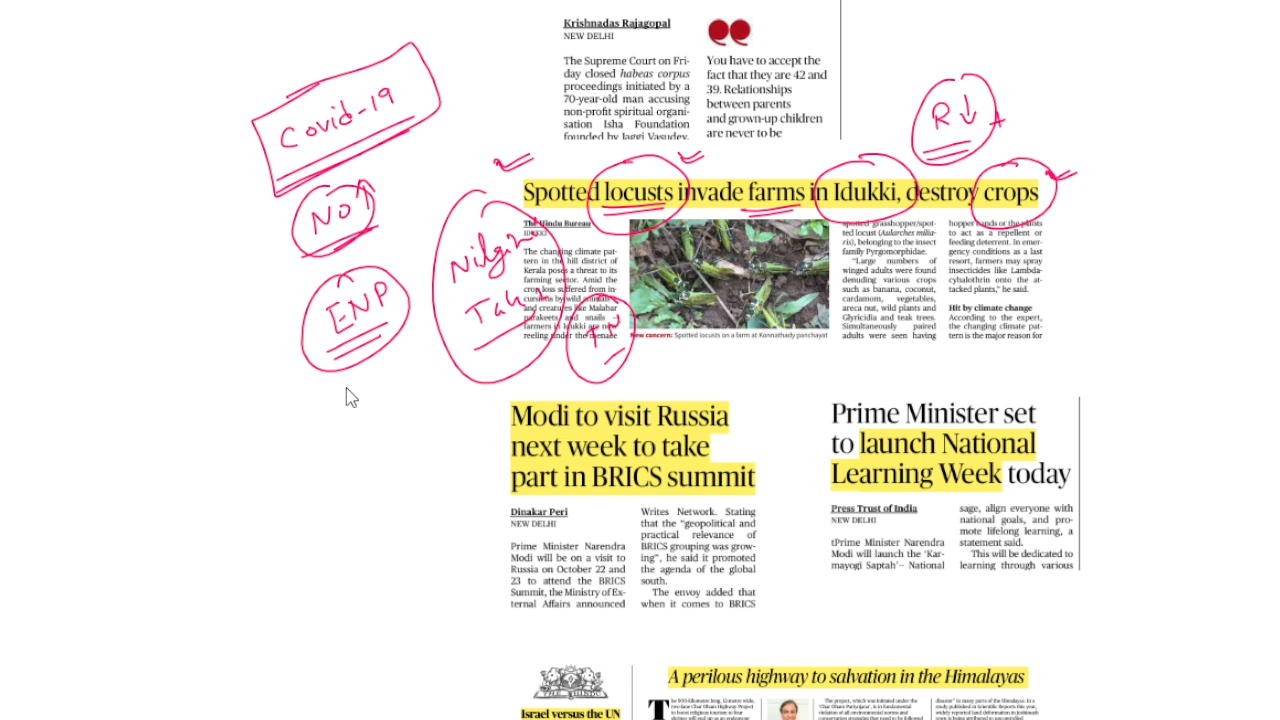 Krishnadas Rajagopal
NEW DELHI
The Supreme Court on Fri-
day closed habeas corpus
proceedings initiated by a
70-year-old man accusing
non-profit spiritual organi-
sation Isha Foundation
founded by Jaggi Vasudev,
You have to accept the
fact that they are 42 and
39. Relationships
between parents
and grown-up children
are never to be
Covid-19
NO↑
ENP
R↓
Nilgiri
Tahr
TN
Spotted locusts invade farms in Idukki, destroy crops
The Hindu Bureau
IDUKKI
The changing climate pat-
tern in the hill district of
Kerala poses a threat to its
farming sector. Amid the
crop loss suffered from in-
cursions by wild animals
and creatures like Malabar
parakeets and snails
farmers in Idukki are now
reeling under the menace
New concern: Spotted locusts on a farm at Konnathady panchayat
spotted grasshopper/spot-
ted locust (Aularches milia-
ris), belonging to the insect
family Pyrgomorphidae.
"Large numbers of
winged adults were found
denuding various crops
such as banana, coconut,
cardamom, vegetables,
areca nut, wild plants and
Glyricidia and teak trees.
Simultaneously paired
adults were seen having
hopper bands or the plants
to act as a repellent or
feeding deterrent. In emer-
gency conditions as a last
resort, farmers may spray
insecticides like Lambda-
cyhalothrin onto the at-
tacked plants," he said.
Hit by climate change
According to the expert,
the changing climate pat-
tern is the major reason for
Modi to visit Russia
next week to take
part in BRICS summit
Dinakar Peri
NEW DELHI
Prime Minister Narendra
Modi will be on a visit to
Russia on October 22 and
23 to attend the BRICS
Summit, the Ministry of Ex-
ternal Affairs announced
Writes Network. Stating
that the "geopolitical and
practical relevance of
BRICS grouping was grow-
ing", he said it promoted
the agenda of the global
south.
The envoy added that
when it comes to BRICS
Prime Minister set
to launch National
Learning Week today
Press Trust of India
NEW DELHI
tPrime Minister Narendra
Modi will launch the 'Kar-
mayogi Saptah'– National
sage, align everyone with
national goals, and pro-
mote lifelong learning, a
statement said.
This will be dedicated to
learning through various
THE HINDU
Israel versus the UN
A perilous highway to salvation in the Himalayas